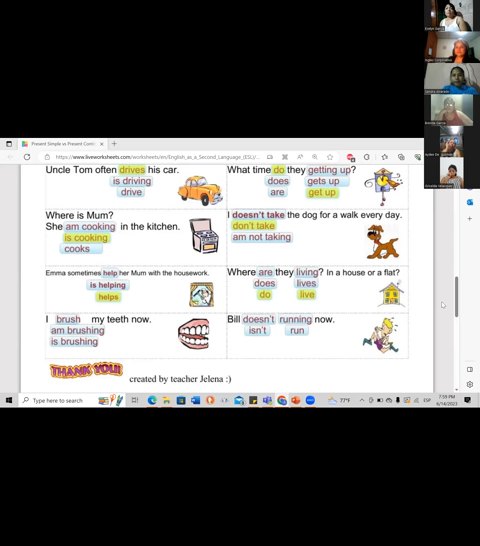 Present Simple vs Present Conti
https://www.liveworksheets.com/worksheets/en/English_as_a_Second_Language_(ESL)/...
Uncle Tom often drives his car.
is driving
drive
What time do they getting up?
does gets up
are get up
Where is Mum?
She am cooking in the kitchen.
is cooking
cooks
I doesn't take the dog for a walk every day.
don't take
am not taking
Emma sometimes help her Mum with the housework.
is helping
helps
Where are they living? In a house or a flat?
does lives
do live
I brush my teeth now.
am brushing
is brushing
Bill doesn't running now.
isn't run
THANK YOU!
created by teacher Jelena :)
Type here to search
77°F
ESP
7:59 PM
6/14/2023